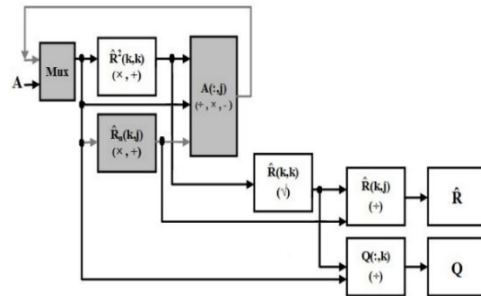 A
Mux
R̂²(k,k)
(×,+)
A(:,j)
(÷,×,-)
R̂ₙ(k,j)
(×,+)
R̂(k,k)
(√)
R̂(k,j)
(÷)
R̂
Q(:,k)
(÷)
Q